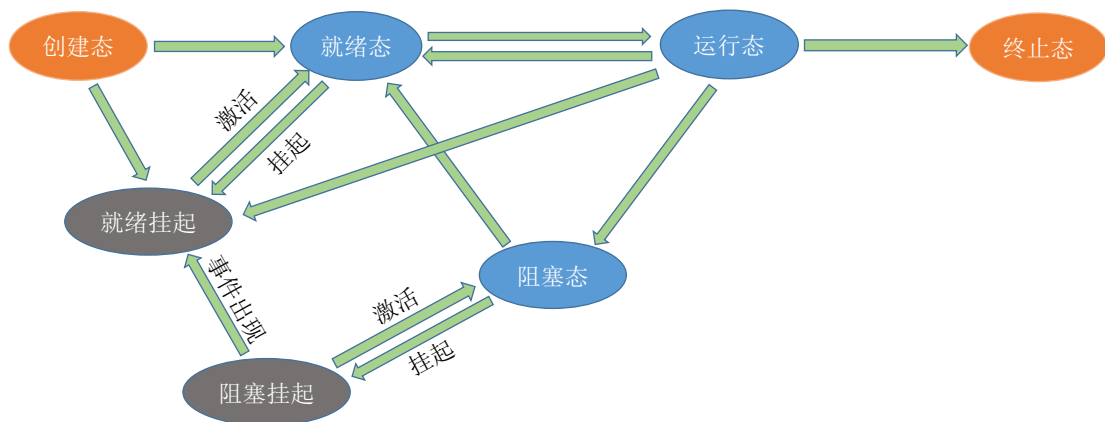 创建态
就绪态
运行态
终止态
激活
挂起
就绪挂起
阻塞态
事件出现
激活
挂起
阻塞挂起